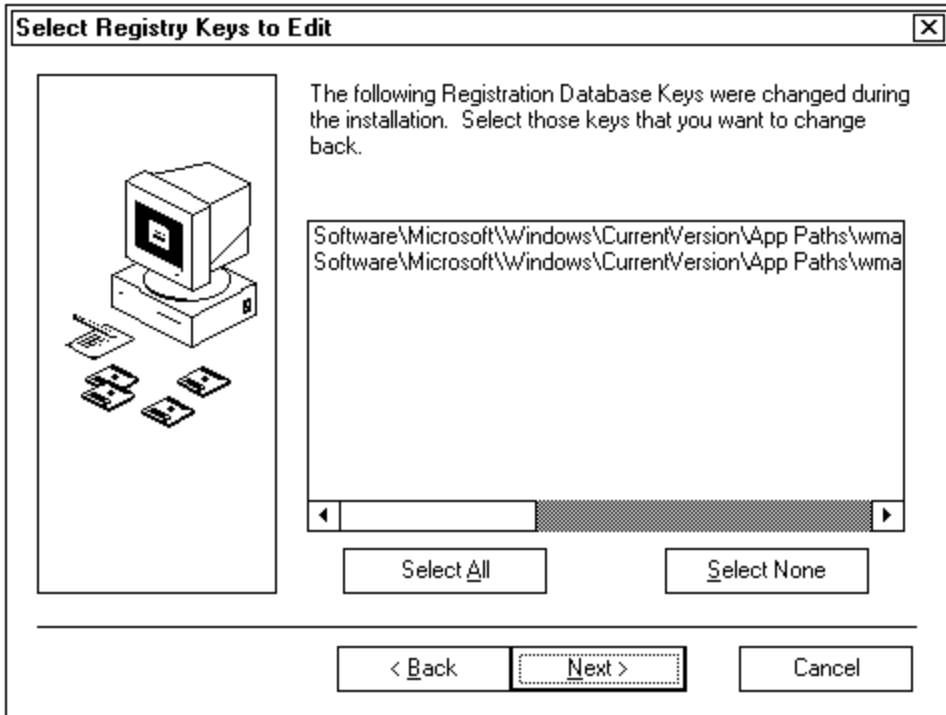 Select Registry Keys to Edit
The following Registration Database Keys were changed during
the installation. Select those keys that you want to change
back.
Software\Microsoft\Windows\CurrentVersion\App Paths\wma
Software\Microsoft\Windows\CurrentVersion\App Paths\wma
Select All
Select None
< Back
Next >
Cancel